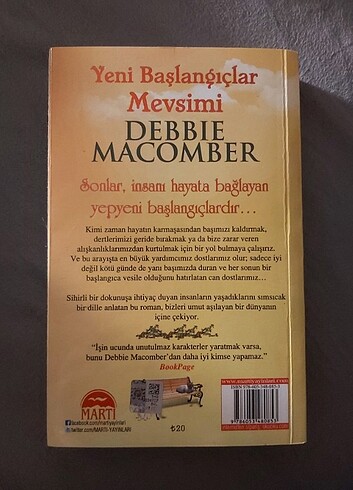 Yeni Başlangıçlar
Mevsimi
DEBBIE
MACOMBER
Sonlar, insanı hayata bağlayan
yepyeni başlangıçlardır...
Kimi zaman hayatın karmaşasından başımızı kaldırmak,
dertlerimizi geride bırakmak ya da bize zarar veren
alışkanlıklarımızdan kurtulmak için bir yol bulmaya çalışırız.
Ve bu arayışta en büyük yardımcımız dostlarımız olur; sadece iyi
değil kötü günde de yanı başımızda duran ve her sonun bir
başlangıca vesile olduğunu hatırlatan can dostlarımız...
Sihirli bir dokunuşa ihtiyaç duyan insanların yaşadıklarını sımsıcak
bir dille anlatan bu roman, bizleri umut aşılayan bir dünyanın
içine çekiyor.
"İşin ucunda unutulmaz karakterler yaratmak varsa,
bunu Debbie Macomber'dan daha iyi kimse yapamaz."
BookPage
MARTI
facebook.com/martiyayinlari
twitter.com/MARTI-YAYINLARI
₺20
www.martiyayinlari.com